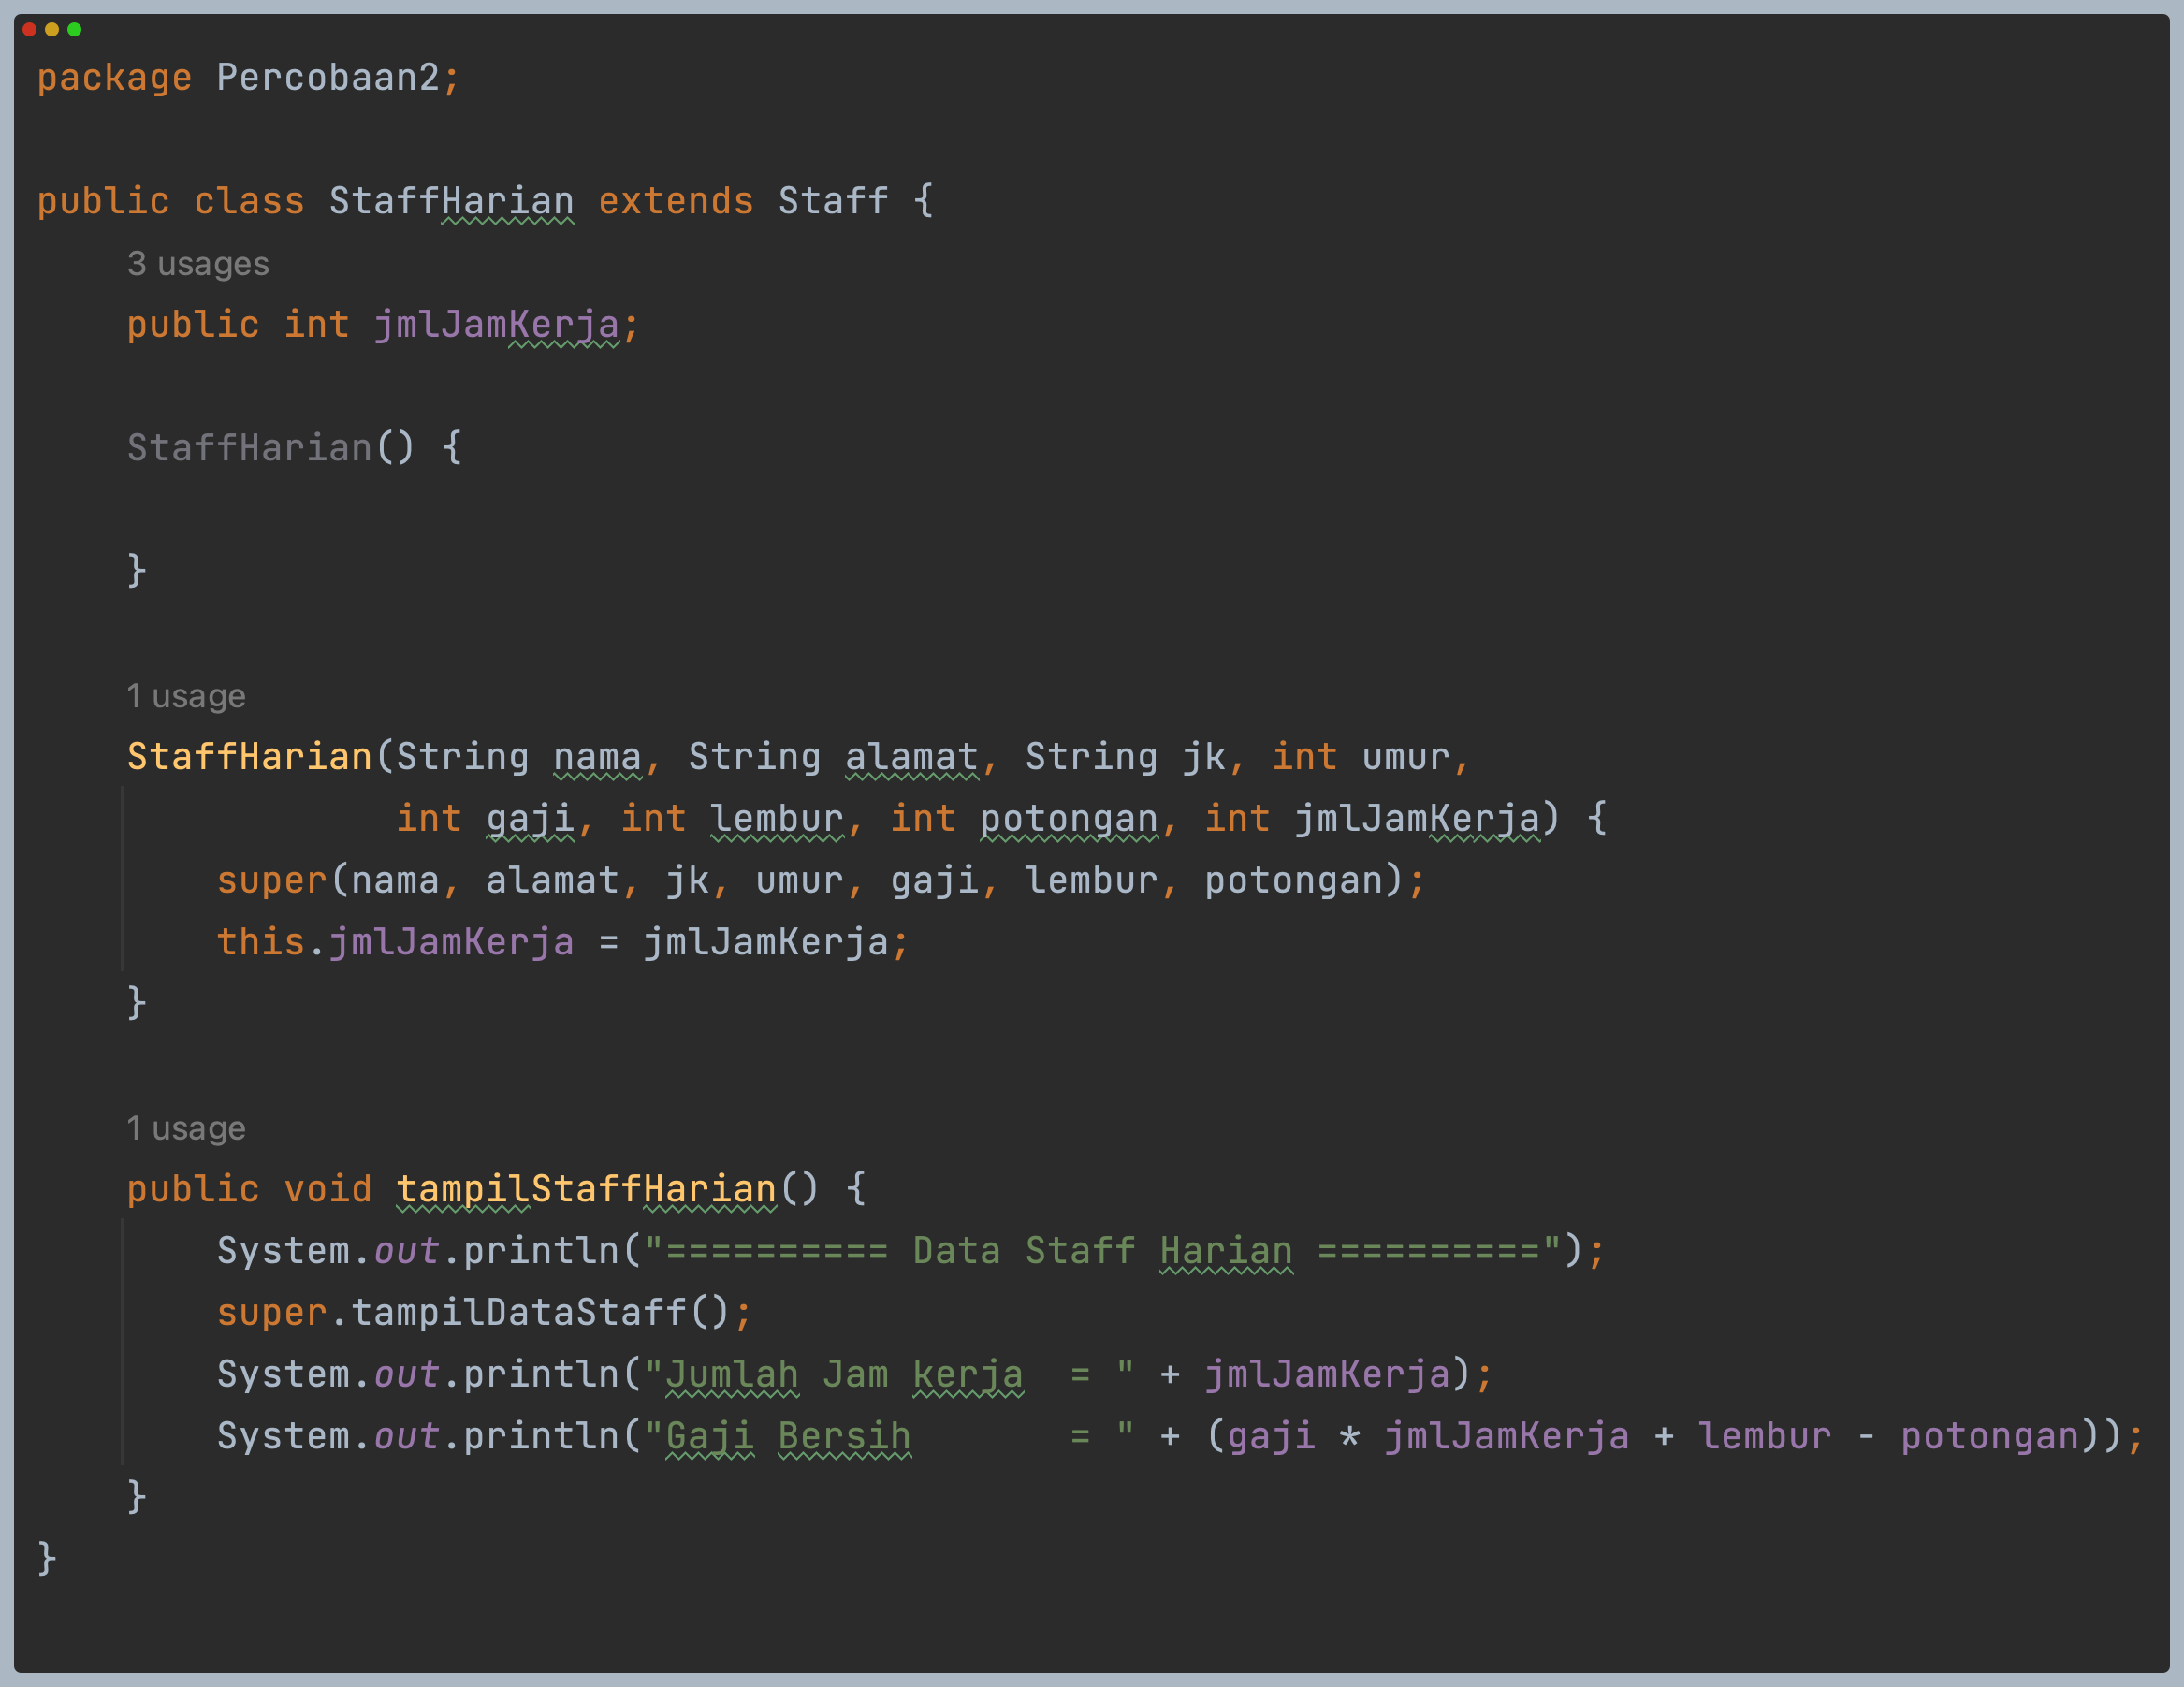 package Percobaan2;
public class StaffHarian extends Staff {
3 usages
public int jmlJamKerja;
StaffHarian() {
}
1 usage
StaffHarian(String nama, String alamat, String jk, int umur,
int gaji, int lembur, int potongan, int jmlJamKerja) {
super(nama, alamat, jk, umur, gaji, lembur, potongan);
this.jmlJamKerja = jmlJamKerja;
}
1 usage
public void tampilStaffHarian() {
System.out.println("========== Data Staff Harian ==========");
super.tampilDataStaff();
System.out.println("Jumlah Jam kerja  = " + jmlJamKerja);
System.out.println("Gaji Bersih       = " + (gaji * jmlJamKerja + lembur - potongan));
}
}